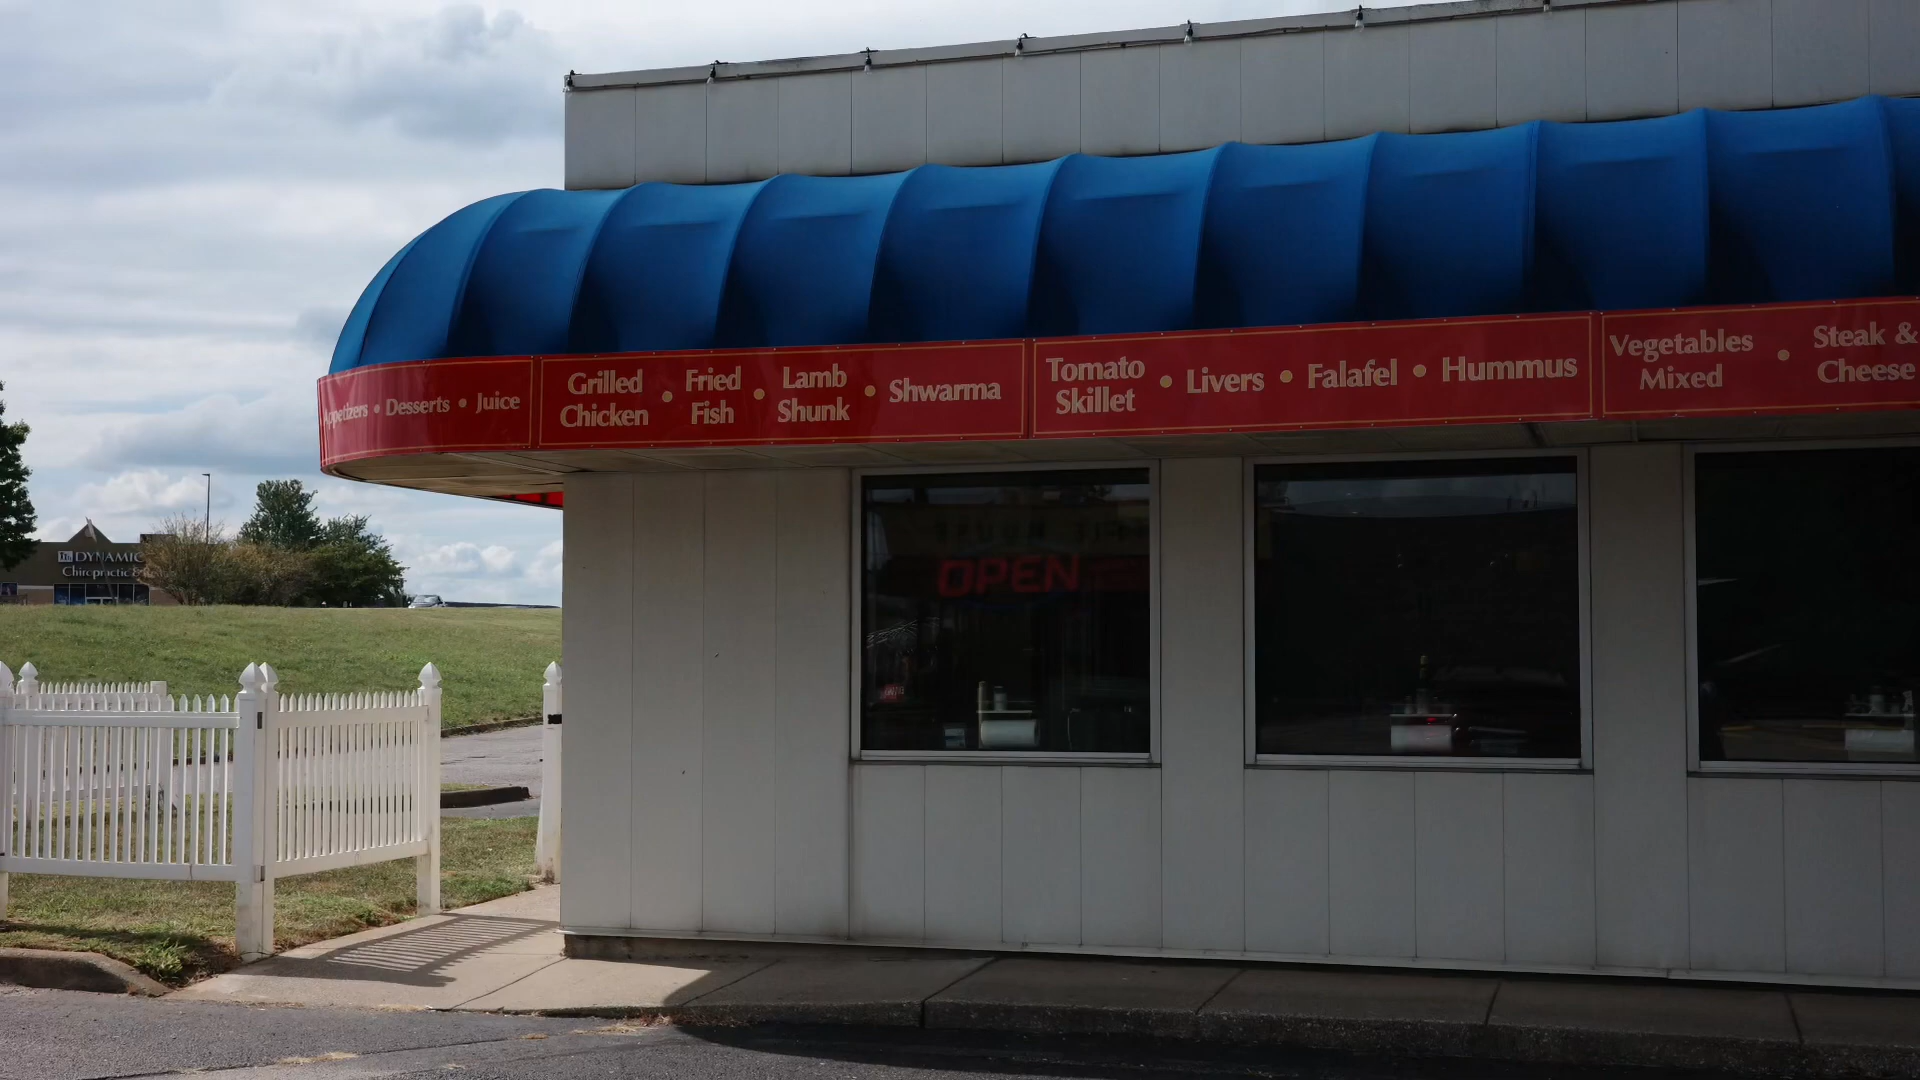 Appetizers • Desserts • Juice
Grilled
Chicken
•
Fried
Fish
•
Lamb
Shunk
• Shwarma
Tomato
Skillet
• Livers • Falafel • Hummus
Vegetables
Mixed
•
Steak &
Cheese
OPEN
DYNAMIC
Chiropractic &